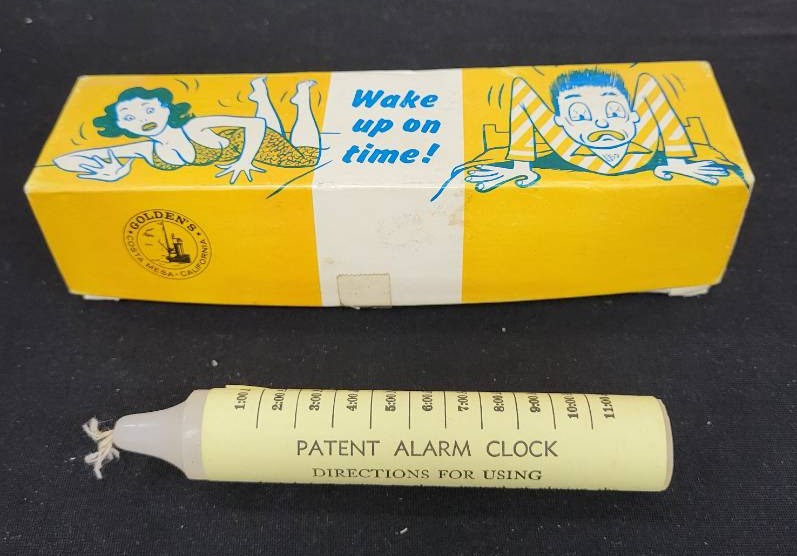 Wake
up on
time!
GOLDEN'S
COSTA MESA • CALIFORNIA
1:00 2:00 3:00 4:00 5:00 6:00 7:00 8:00 9:00 10:00 11:00
PATENT ALARM CLOCK
DIRECTIONS FOR USING